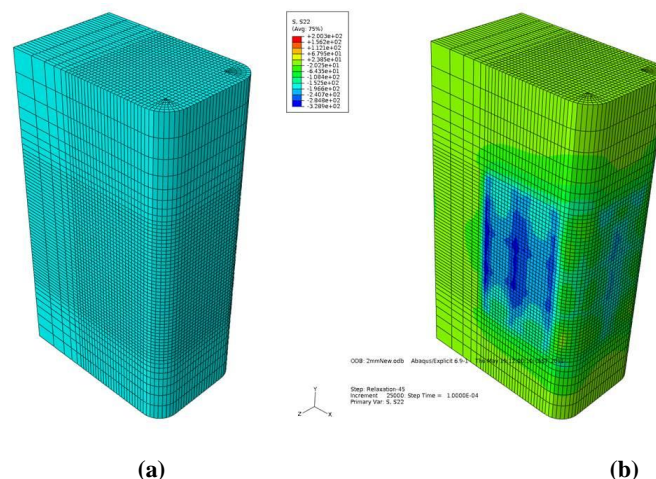 S, S22
(Avg: 75%)
+2.003e+02
+1.562e+02
+1.121e+02
+6.795e+01
+2.385e+01
-2.025e+01
-6.435e+01
-1.084e+02
-1.525e+02
-1.966e+02
-2.407e+02
-2.848e+02
-3.289e+02
ODB: 2mmNew.odb Abaqus/Explicit 6.9-1
Y
Z X
Step: Relaxation-45
Increment 25000: Step Time = 1.0000E-04
Primary Var: S, S22
(a) (b)